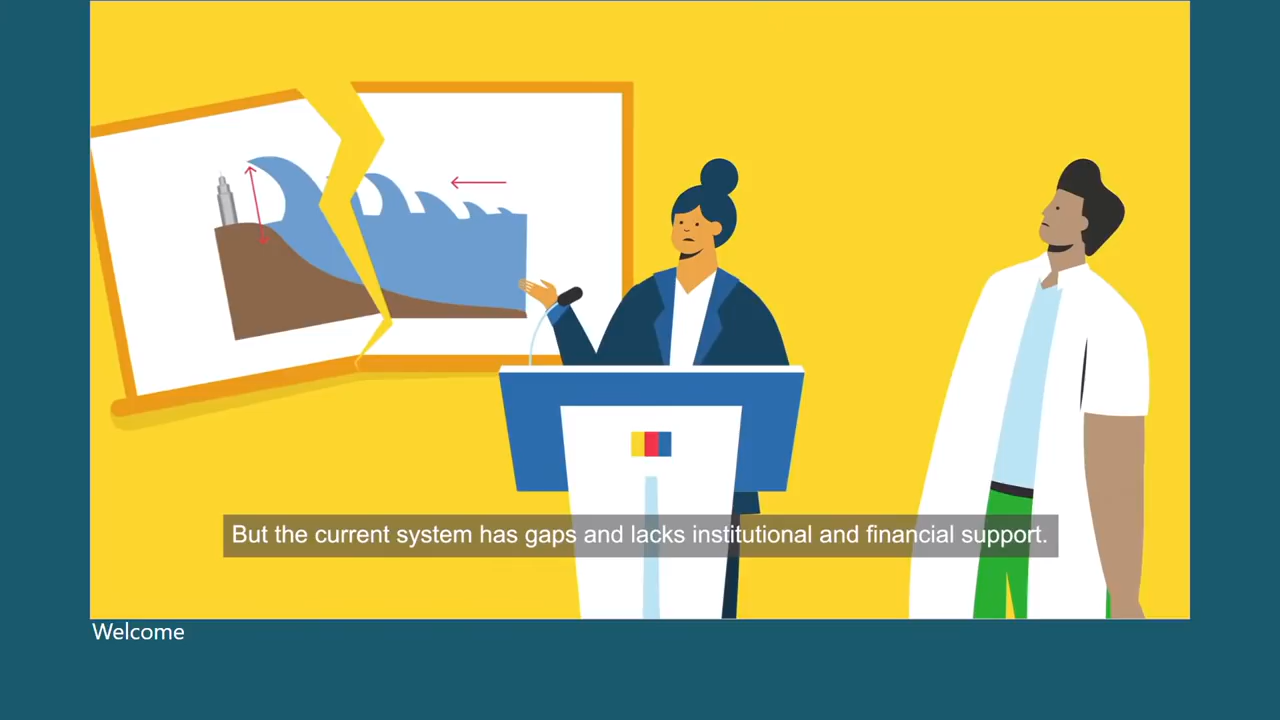 But the current system has gaps and lacks institutional and financial support.
Welcome